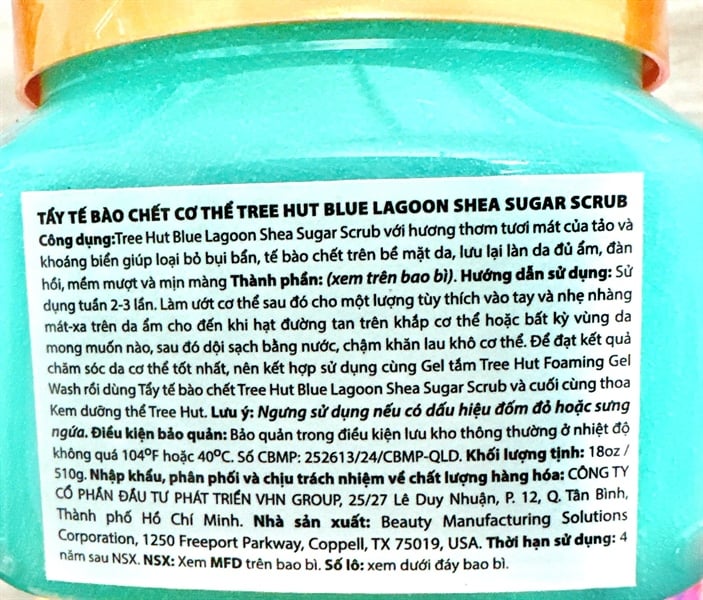 TẨY TẾ BÀO CHẾT CƠ THỂ TREE HUT BLUE LAGOON SHEA SUGAR SCRUB
Công dụng:Tree Hut Blue Lagoon Shea Sugar Scrub với hương thơm tươi mát của tảo và
khoáng biển giúp loại bỏ bụi bẩn, tế bào chết trên bề mặt da, lưu lại làn da đủ ẩm, đàn
hồi, mềm mượt và mịn màng Thành phần: (xem trên bao bì). Hướng dẫn sử dụng: Sử
dụng tuần 2-3 lần. Làm ướt cơ thể sau đó cho một lượng tùy thích vào tay và nhẹ nhàng
mát-xa trên da ẩm cho đến khi hạt đường tan trên khắp cơ thể hoặc bất kỳ vùng da
mong muốn nào, sau đó dội sạch bằng nước, chậm khăn lau khô cơ thể. Để đạt kết quả
chăm sóc da cơ thể tốt nhất, nên kết hợp sử dụng cùng Gel tắm Tree Hut Foaming Gel
Wash rồi dùng Tẩy tế bào chết Tree Hut Blue Lagoon Shea Sugar Scrub và cuối cùng thoa
Kem dưỡng thể Tree Hut. Lưu ý: Ngưng sử dụng nếu có dấu hiệu đốm đỏ hoặc sưng
ngứa. Điều kiện bảo quản: Bảo quản trong điều kiện lưu kho thông thường ở nhiệt độ
không quá 104ºF hoặc 40ºC. Số CBMP: 252613/24/CBMP-QLD. Khối lượng tịnh: 18oz /
510g. Nhập khẩu, phân phối và chịu trách nhiệm về chất lượng hàng hóa: CÔNG TY
CỔ PHẦN ĐẦU TƯ PHÁT TRIỂN VHN GROUP, 25/27 Lê Duy Nhuận, P. 12, Q. Tân Bình,
Thành phố Hồ Chí Minh. Nhà sản xuất: Beauty Manufacturing Solutions
Corporation, 1250 Freeport Parkway, Coppell, TX 75019, USA. Thời hạn sử dụng: 4
năm sau NSX. NSX: Xem MFD trên bao bì. Số lô: xem dưới đáy bao bì.